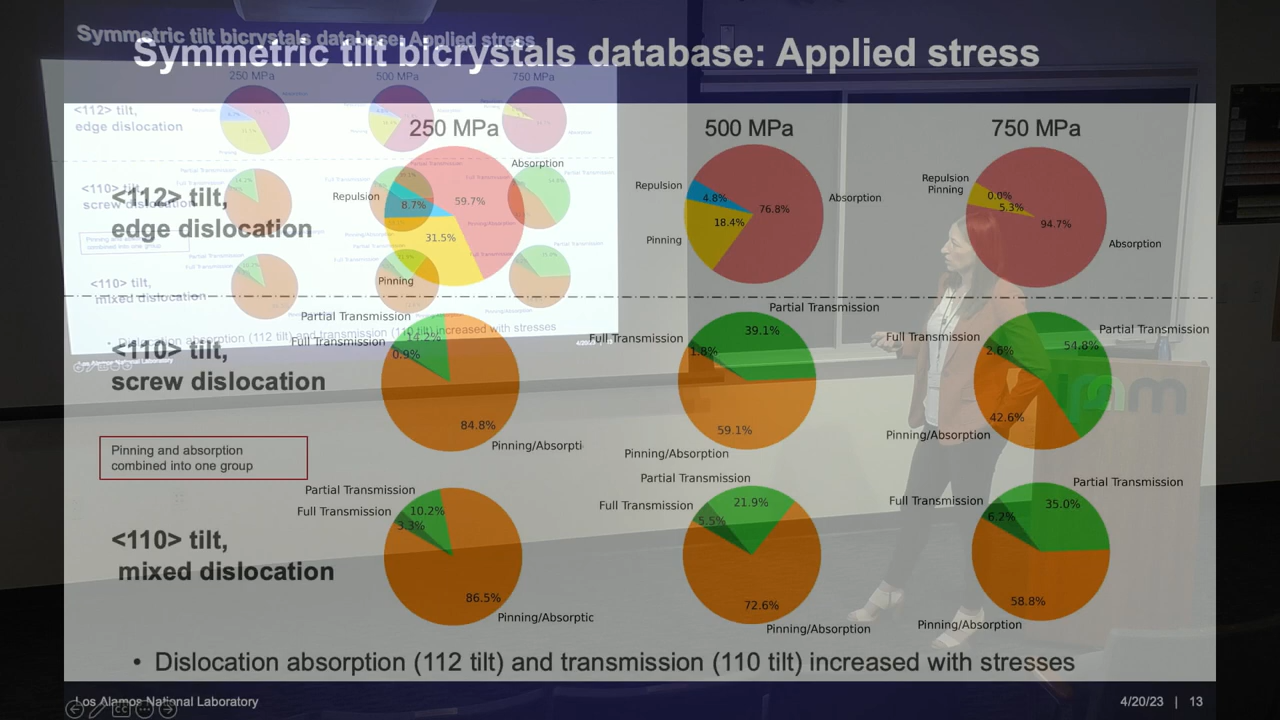 Symmetric tilt bicrystals database: Applied stress
250 MPa
500 MPa
750 MPa
<112> tilt,
edge dislocation
Absorption
59.7%
Repulsion
8.7%
31.5%
Pinning
Repulsion
4.8%
76.8%
Absorption
18.4%
Pinning
Repulsion
Pinning
0.0%
5.3%
94.7%
Absorption
<110> tilt,
screw dislocation
Partial Transmission
14.2%
Full Transmission
0.9%
84.8%
Pinning/Absorpti
Partial Transmission
39.1%
Full Transmission
1.8%
59.1%
Pinning/Absorption
Partial Transmission
54.8%
Full Transmission
2.6%
42.6%
Pinning/Absorption
Pinning and absorption
combined into one group
<110> tilt,
mixed dislocation
Partial Transmission
10.2%
Full Transmission
3.3%
86.5%
Pinning/Absorptic
Partial Transmission
21.9%
Full Transmission
5.5%
72.6%
Pinning/Absorption
Partial Transmission
35.0%
Full Transmission
6.2%
58.8%
Pinning/Absorption
• Dislocation absorption (112 tilt) and transmission (110 tilt) increased with stresses
Los Alamos National Laboratory
4/20/23 | 13
Symmetric tilt bicrystals database: Applied stress
250 MPa
500 MPa
750 MPa
<112> tilt,
edge dislocation
<110> tilt,
screw dislocation
<110> tilt,
mixed dislocation